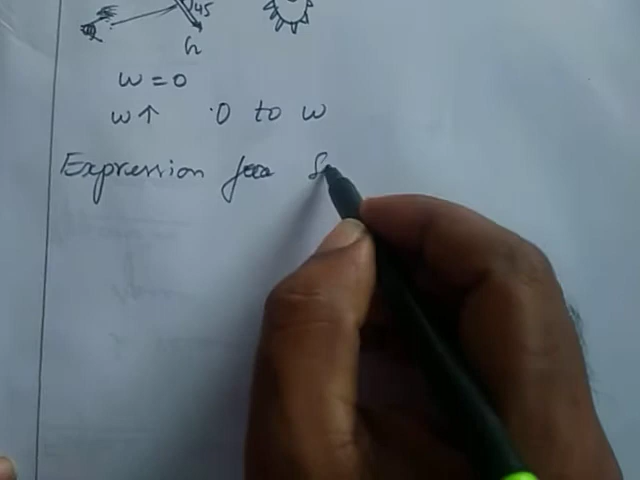 45
h
w = 0
w↑ 0 to w
Expression for